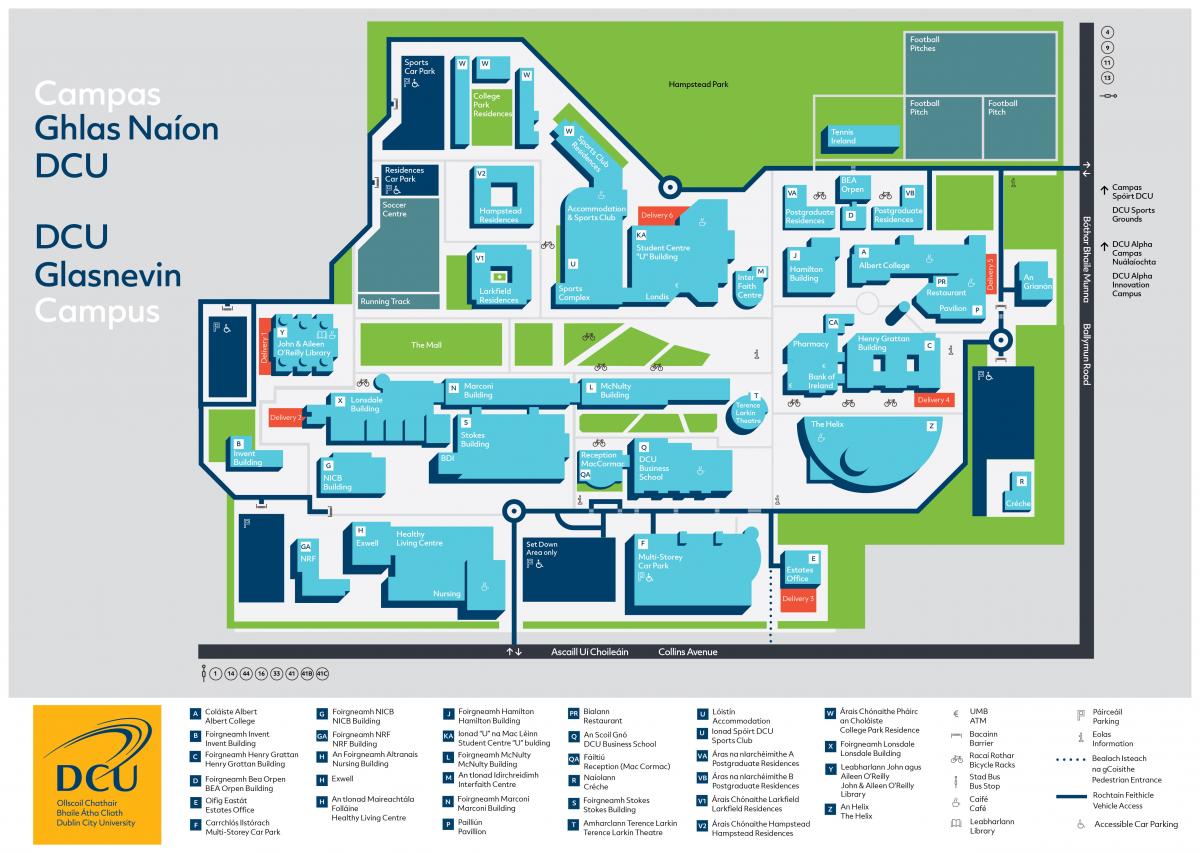 Campas
Ghlas Naíon
DCU
DCU
Glasnevin
Campus
Sports
Car Park
W
W
W
College
Park
Residences
W
Sports Club
Residences
Hampstead Park
Football
Pitches
Football
Pitch
Football
Pitch
Tennis
Ireland
4
9
11
13
Residences
Car Park
Soccer
Centre
Running Track
V2
Hampstead
Residences
V1
Larkfield
Residences
Accommodation
& Sports Club
U
Sports
Complex
Delivery 6
KA
Student Centre
"U" Building
Londis
€
M
Inter
Faith
Centre
VA
Postgraduate
Residences
BEA
Orpen
D
VB
Postgraduate
Residences
J
Hamilton
Building
A
Albert College
PR
Restaurant
Pavilion
P
Delivery 5
An
Grianán
Campas
Spóirt DCU
DCU Sports
Grounds
DCU Alpha
Campas
Nuálaíochta
DCU Alpha
Innovation
Campus
Bóthar Bhaile Munna
Ballymun Road
Delivery 1
Y
John & Aileen
O'Reilly Library
The Mall
CA
Pharmacy
€
Bank of
Ireland
Henry Grattan
Building
C
Delivery 4
Delivery 2
X
Lonsdale
Building
N
Marconi
Building
L
McNulty
Building
T
Terence
Larkin
Theatre
S
Stokes
Building
BDI
B
Invent
Building
G
NICB
Building
Reception
MacCormac
QA
Q
DCU
Business
School
The Helix
Z
R
Créche
GA
NRF
H
Exwell
Healthy
Living Centre
Nursing
Set Down
Area only
F
Multi-Storey
Car Park
E
Estates
Office
Delivery 3
Ascaill Uí Choileáin
Collins Avenue
1
14
44
16
33
41
41B
41C
DCU
Ollscoil Chathair
Bhaile Átha Cliath
Dublin City University
A Coláiste Albert
Albert College
B Foirgneamh Invent
Invent Building
C Foirgneamh Henry Grattan
Henry Grattan Building
D Foirgneamh Bea Orpen
BEA Orpen Building
E Oifig Eastát
Estates Office
F Carrchlós Ilstórach
Multi-Storey Car Park
G Foirgneamh NICB
NICB Building
GA Foirgneamh NRF
NRF Building
H An Foirgneamh Altranais
Nursing Building
H Exwell
H An tIonad Maireachtála
Folláine
Healthy Living Centre
J Foirgneamh Hamilton
Hamilton Building
KA Ionad "U" na Mac Léinn
Student Centre "U" bulding
L Foirgneamh McNulty
McNulty Building
M An tIonad Idirchreidimh
Interfaith Centre
N Foirgneamh Marconi
Marconi Building
P Pailliún
Pavillion
PR Bialann
Restaurant
Q An Scoil Gnó
DCU Business School
QA Fáiltiú
Reception (Mac Cormac)
R Naíolann
Créche
S Foirgneamh Stokes
Stokes Building
T Amharclann Terence Larkin
Terence Larkin Theatre
U Lóistín
Accommodation
U Ionad Spóirt DCU
Sports Club
VA Áras na nIarchéimithe A
Postgraduate Residences
VB Áras na nIarchéimithe B
Postgraduate Residences
V1 Árais Chónaithe Larkfield
Larkfield Residences
V2 Árais Chónaithe Hampstead
Hampstead Residences
W Árais Chónaithe Pháirc
an Choláiste
College Park Residence
X Foirgneamh Lonsdale
Lonsdale Building
Y Leabharlann John agus
Aileen O'Reilly
John & Aileen O'Reilly
Library
Z An Helix
The Helix
€ UMB
ATM
Bacainn
Barrier
Racaí Rothar
Bicycle Racks
Stad Bus
Bus Stop
Caifé
Café
Leabharlann
Library
Páirceáil
Parking
Eolas
Information
Bealach Isteach
na gCoisithe
Pedestrian Entrance
Rochtain Feithicle
Vehicle Access
Accessible Car Parking